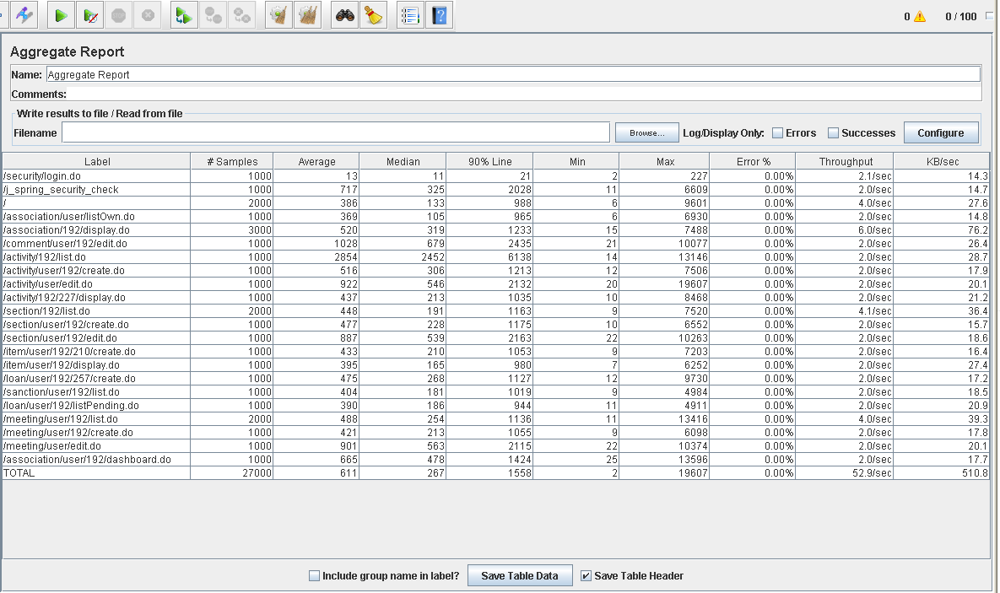 0 0 / 100
Aggregate Report
Name: Aggregate Report
Comments:
Write results to file / Read from file
Filename Browse... Log/Display Only: Errors Successes Configure
Label # Samples Average Median 90% Line Min Max Error % Throughput KB/sec
/security/login.do 1000 13 11 21 2 227 0.00% 2.1/sec 14.3
/j_spring_security_check 1000 717 325 2028 11 6609 0.00% 2.0/sec 14.7
/ 2000 386 133 988 6 9601 0.00% 4.0/sec 27.6
/association/user/listOwn.do 1000 369 105 965 6 6930 0.00% 2.0/sec 14.8
/association/192/display.do 3000 520 319 1233 15 7488 0.00% 6.0/sec 76.2
/comment/user/192/edit.do 1000 1028 679 2435 21 10077 0.00% 2.0/sec 26.4
/activity/192/list.do 1000 2854 2452 6138 14 13146 0.00% 2.0/sec 28.7
/activity/user/192/create.do 1000 516 306 1213 12 7506 0.00% 2.0/sec 17.9
/activity/user/edit.do 1000 922 546 2132 20 19607 0.00% 2.0/sec 20.1
/activity/192/227/display.do 1000 437 213 1035 10 8468 0.00% 2.0/sec 21.2
/section/192/list.do 2000 448 191 1163 9 7520 0.00% 4.1/sec 36.4
/section/user/192/create.do 1000 477 228 1175 10 6552 0.00% 2.0/sec 15.7
/section/user/192/edit.do 1000 887 539 2163 22 10263 0.00% 2.0/sec 18.6
/item/user/192/210/create.do 1000 433 210 1053 9 7203 0.00% 2.0/sec 16.4
/item/user/192/display.do 1000 395 165 980 7 6252 0.00% 2.0/sec 27.4
/loan/user/192/257/create.do 1000 475 268 1127 12 9730 0.00% 2.0/sec 17.2
/sanction/user/192/list.do 1000 404 181 1019 9 4984 0.00% 2.0/sec 18.5
/loan/user/192/listPending.do 1000 390 186 944 11 4911 0.00% 2.0/sec 20.9
/meeting/user/192/list.do 2000 488 254 1136 11 13416 0.00% 4.0/sec 39.3
/meeting/user/192/create.do 1000 421 213 1055 9 6098 0.00% 2.0/sec 17.8
/meeting/user/edit.do 1000 901 563 2115 22 10374 0.00% 2.0/sec 20.1
/association/user/192/dashboard.do 1000 665 478 1424 25 13596 0.00% 2.0/sec 17.7
TOTAL 27000 611 267 1558 2 19607 0.00% 52.9/sec 510.8
Include group name in label? Save Table Data Save Table Header